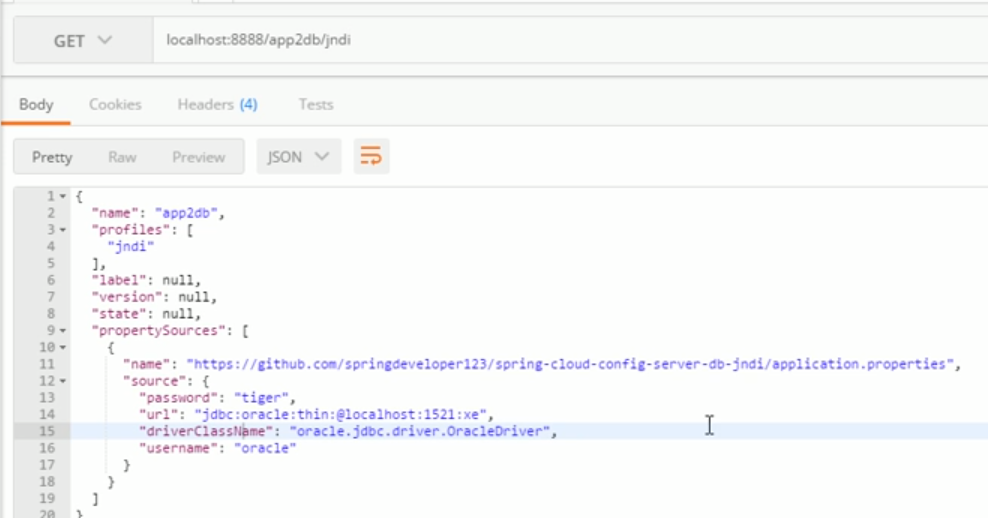 GET localhost:8888/app2db/jndi
Body Cookies Headers (4) Tests
Pretty Raw Preview JSON
1 {
2 "name": "app2db",
3 "profiles": [
4 "jndi"
5 ],
6 "label": null,
7 "version": null,
8 "state": null,
9 "propertySources": [
10 {
11 "name": "https://github.com/springdeveloper123/spring-cloud-config-server-db-jndi/application.properties",
12 "source": {
13 "password": "tiger",
14 "url": "jdbc:oracle:thin:@localhost:1521:xe",
15 "driverClassName": "oracle.jdbc.driver.OracleDriver",
16 "username": "oracle"
17 }
18 }
19 ]
20 }